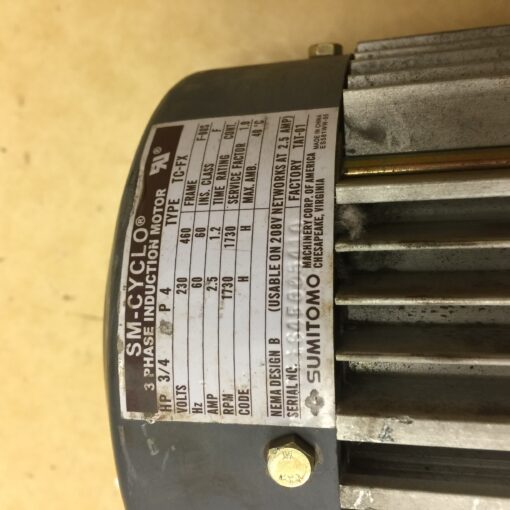 SM-CYCLO®
3 PHASE INDUCTION MOTOR
HP 3/4 P 4 TYPE TC-FX
VOLTS 230 460 FRAME F-80S
Hz 60 60 INS. CLASS F
AMP 2.5 1.2 TIME RATING CONT.
RPM 1730 1730 SERVICE FACTOR 1.0
CODE H H MAX. AMB. 40 °C
NEMA DESIGN B (USABLE ON 208V NETWORKS AT 2.5 AMP)
SERIAL NO. FACTORY TAT-01
SUMITOMO MACHINERY CORP. OF AMERICA
CHESAPEAKE, VIRGINIA
MADE IN CHINA